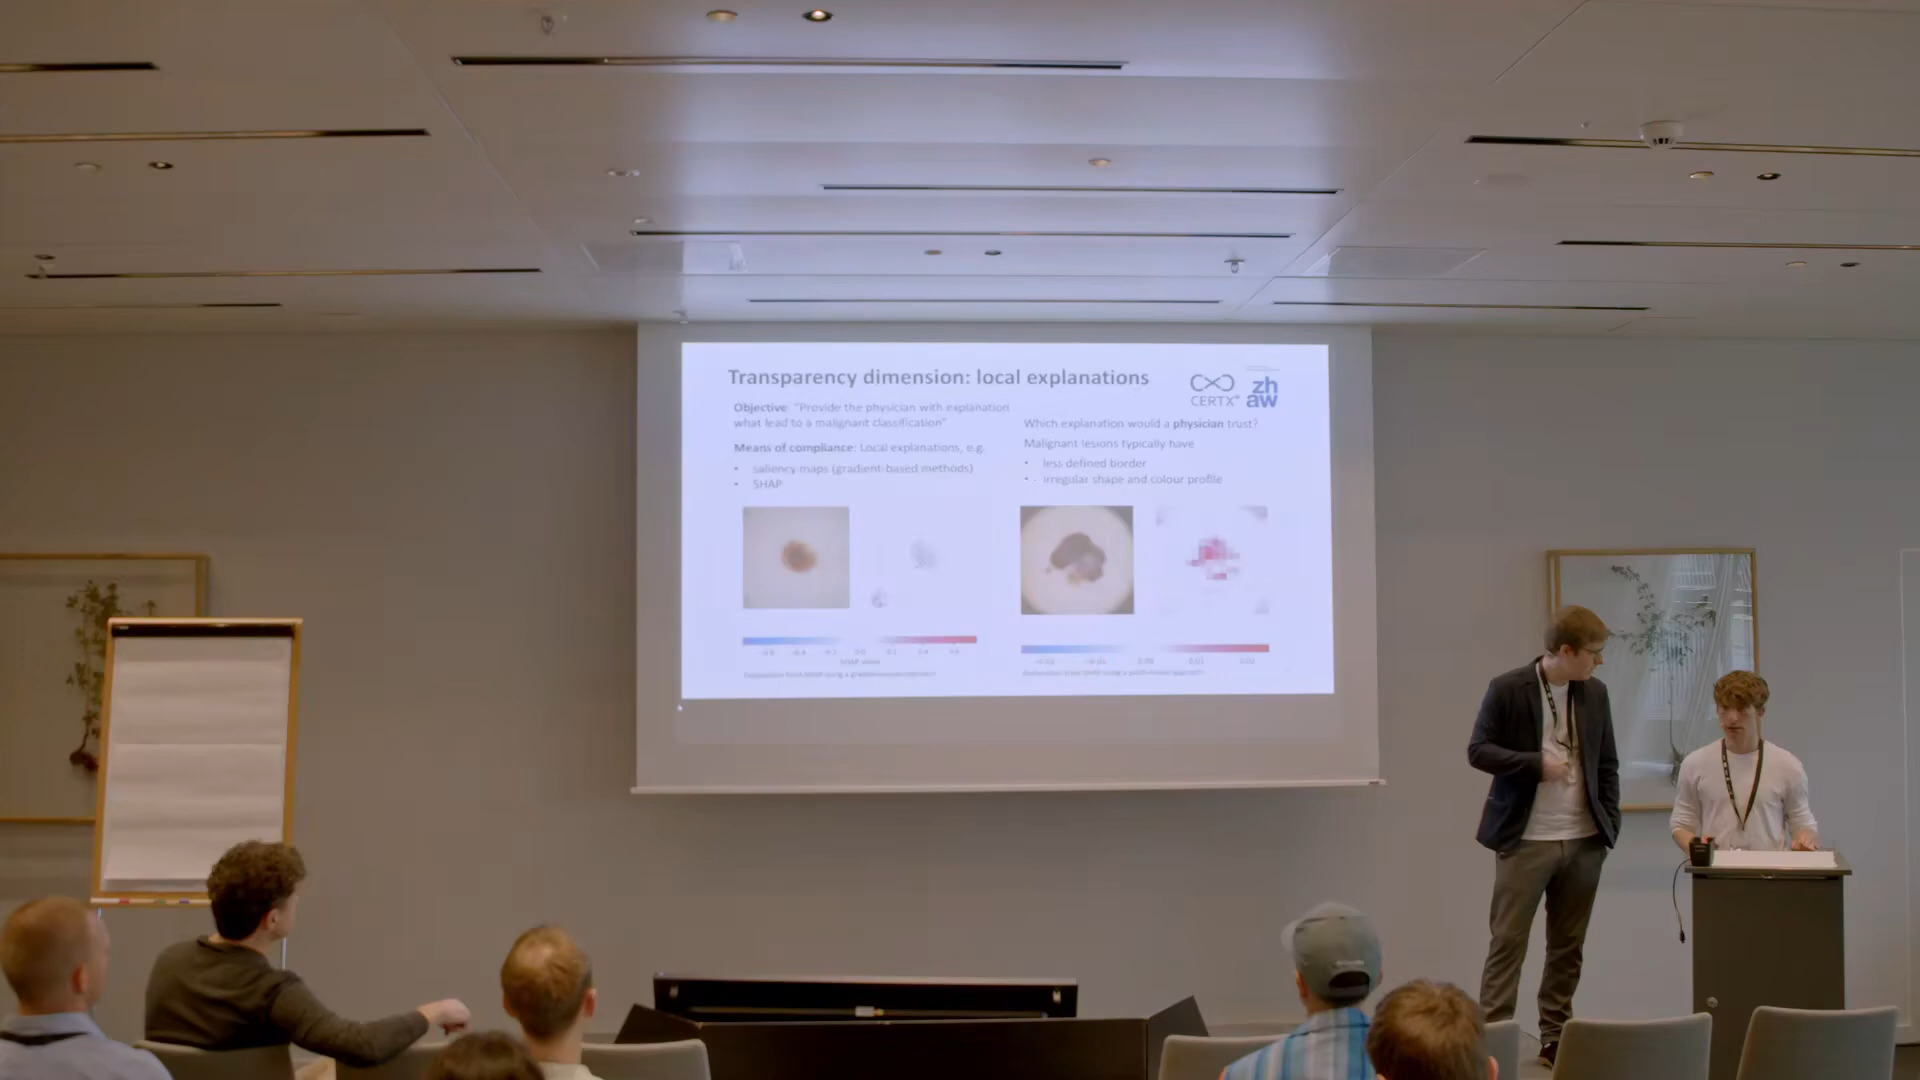 Transparency dimension: local explanations
CERTX
zh
aw
Objective: "Provide the physician with explanation
what lead to a malignant classification"
Means of compliance: Local explanations, e.g.
• saliency maps (gradient-based methods)
• SHAP
Which explanation would a physician trust?
Malignant lesions typically have
• less defined border
• irregular shape and colour profile
SHAP value